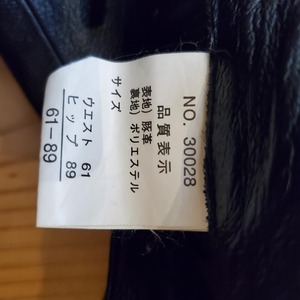 NO. 30028
品質表示
表地) 豚革
裏地) ポリエステル
サイズ
ウエスト 61
ヒップ 89
61-89